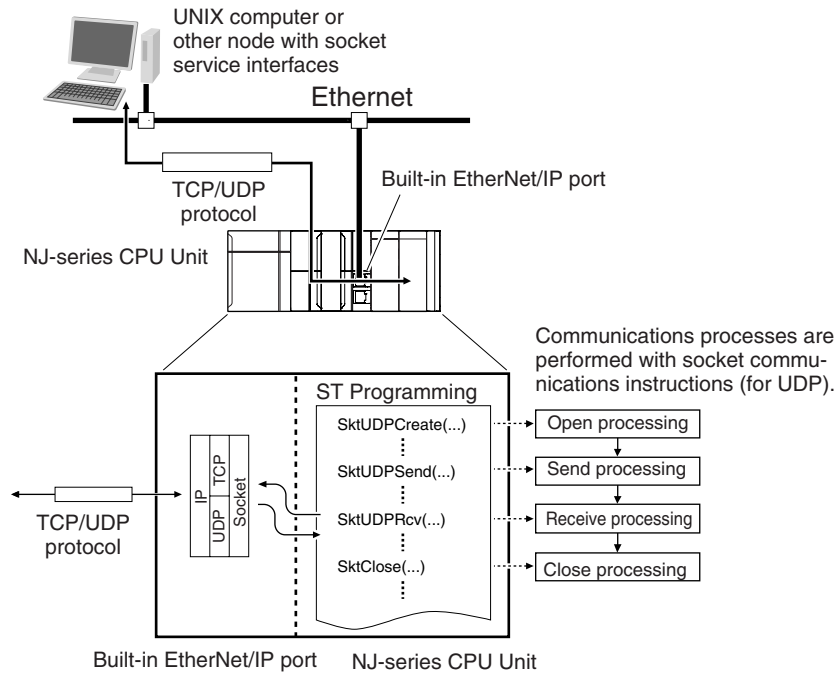 UNIX computer or
other node with socket
service interfaces
Ethernet
TCP/UDP
protocol
Built-in EtherNet/IP port
NJ-series CPU Unit
Communications processes are
performed with socket commu-
nications instructions (for UDP).
ST Programming
SktUDPCreate(...)
Open processing
SktUDPSend(...)
Send processing
SktUDPRcv(...)
Receive processing
SktClose(...)
Close processing
IP
TCP
UDP
Socket
TCP/UDP
protocol
Built-in EtherNet/IP port
NJ-series CPU Unit